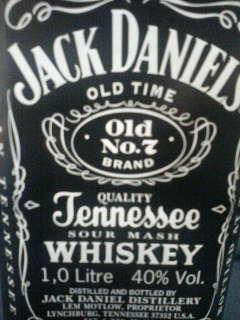 JACK DANIEL'S
OLD TIME
Old
No.7
BRAND
QUALITY
Tennessee
SOUR MASH
WHISKEY
1,0 Litre 40% Vol.
DISTILLED AND BOTTLED BY
JACK DANIEL DISTILLERY
LEM MOTLOW, PROPRIETOR
LYNCHBURG, TENNESSEE 37352 U.S.A.